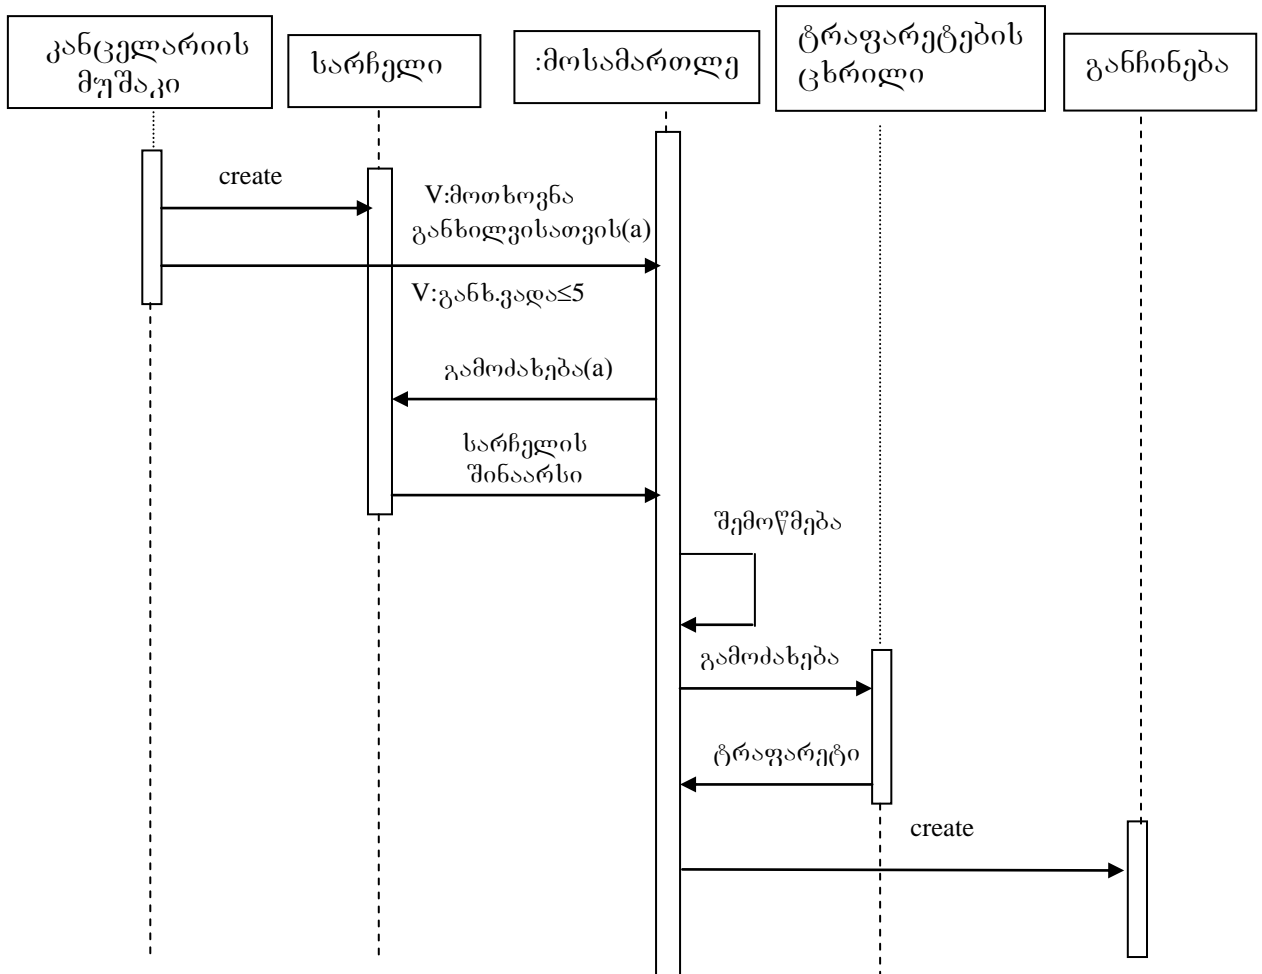 კანცელარიის
მუშაკი
სარჩელი
:მოსამართლე
ტრაფარეტების
ცხრილი
განჩინება
create
V:მოთხოვნა
განხილვისათვის(a)
V:განხ.ვადა≤5
გამოძახება(a)
სარჩელის
შინაარსი
შემოწმება
გამოძახება
ტრაფარეტი
create